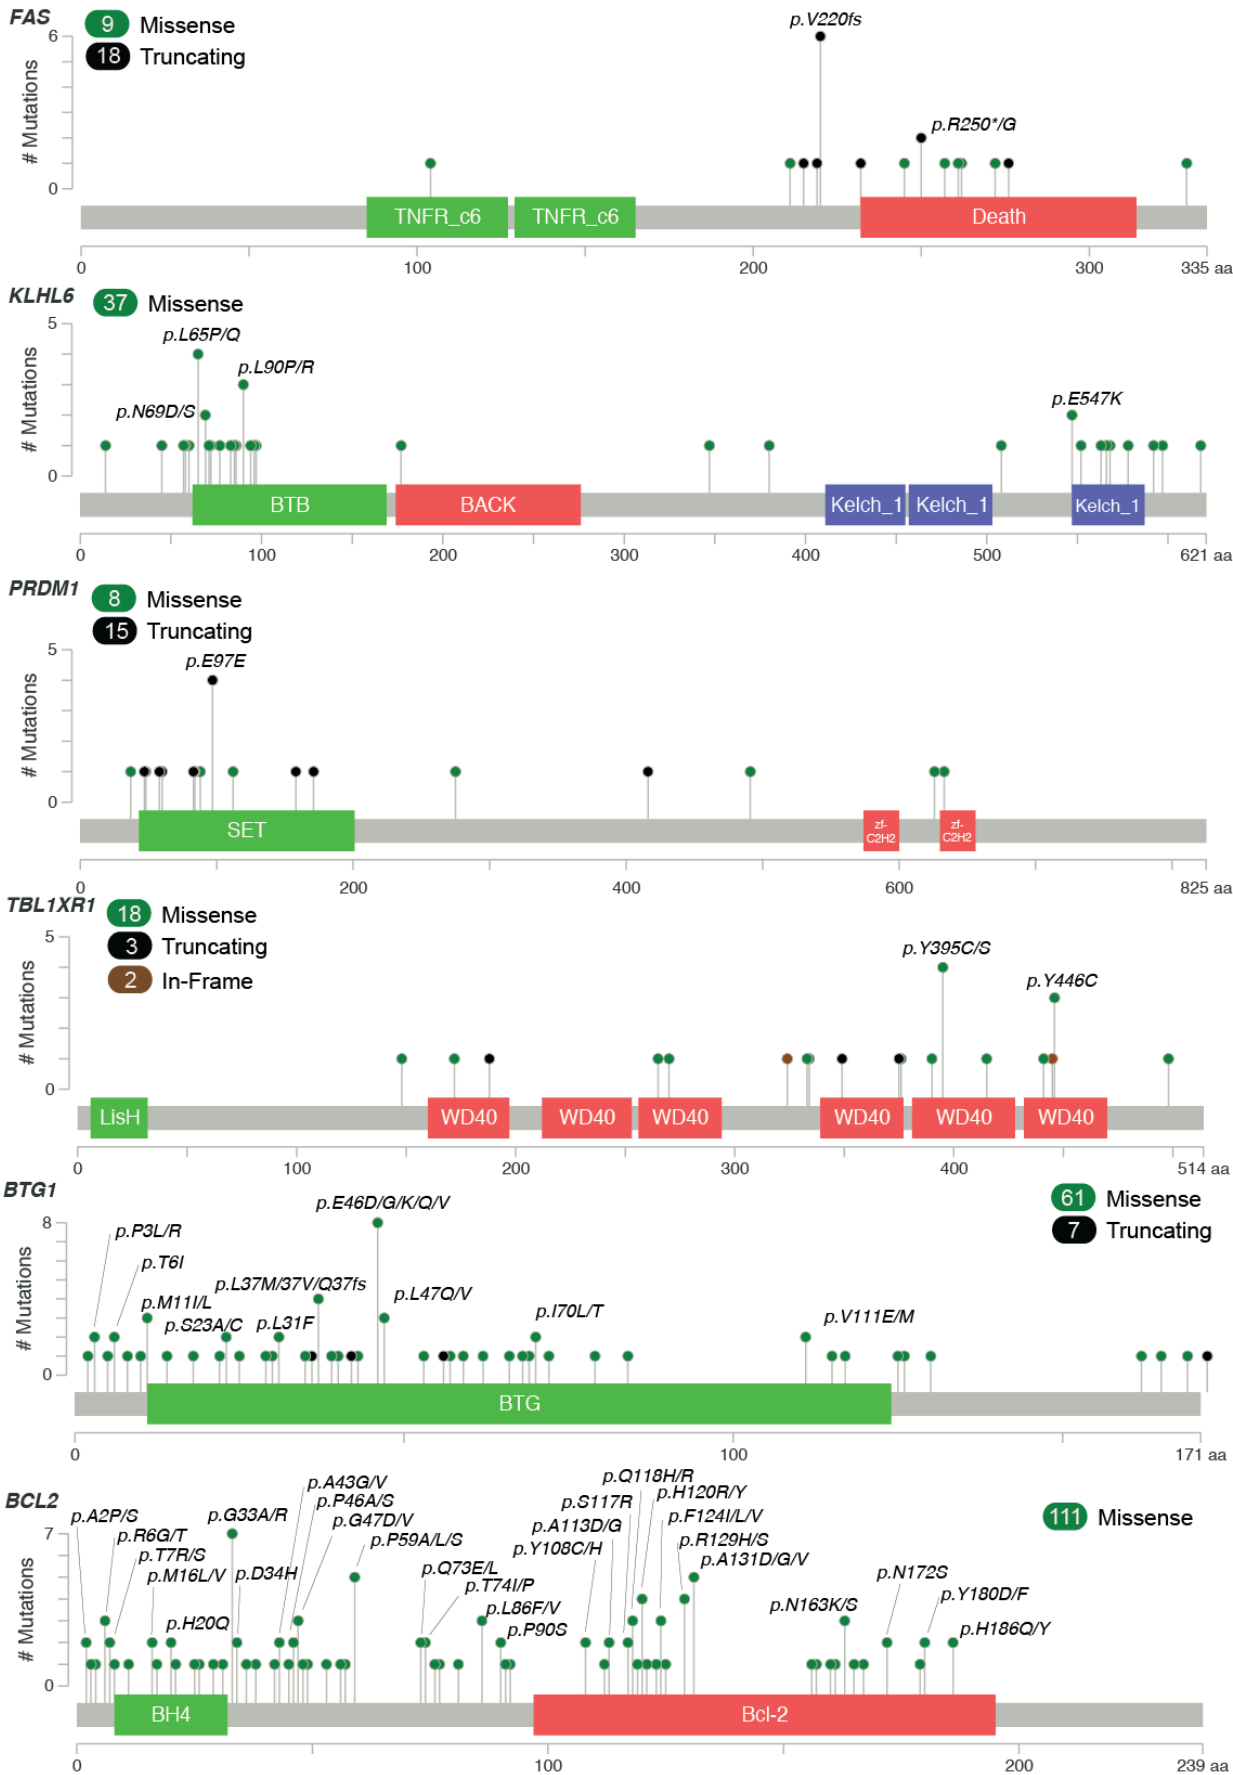 FAS
9 Missense
18 Truncating
p.V220fs
p.R250*/G
# Mutations
6
0
TNFR_c6 TNFR_c6 Death
0 100 200 300 335 aa
KLHL6
37 Missense
5
p.L65P/Q
p.L90P/R
p.N69D/S
p.E547K
# Mutations
0
BTB BACK Kelch_1 Kelch_1 Kelch_1
0 100 200 300 400 500 621 aa
PRDM1
8 Missense
15 Truncating
5
p.E97E
# Mutations
0
SET zf-C2H2 zf-C2H2
0 200 400 600 825 aa
TBL1XR1
18 Missense
3 Truncating
2 In-Frame
5
p.Y395C/S
p.Y446C
# Mutations
0
LisH WD40 WD40 WD40 WD40 WD40 WD40
0 100 200 300 400 514 aa
BTG1
61 Missense
7 Truncating
8
p.E46D/G/K/Q/V
p.P3L/R
p.T6I
p.L37M/37V/Q37fs
p.M11I/L
p.L47Q/V
p.S23A/C p.L31F
p.I70L/T
p.V111E/M
# Mutations
0
BTG
0 100 171 aa
BCL2
111 Missense
7
p.A2P/S
p.R6G/T
p.T7R/S
p.M16L/V
p.H20Q
p.G33A/R
p.D34H
p.A43G/V
p.P46A/S
p.G47D/V
p.P59A/L/S
p.Q73E/L
p.T74I/P
p.L86F/V
p.P90S
p.Y108C/H
p.A113D/G
p.S117R
p.Q118H/R
p.H120R/Y
p.F124I/L/V
p.R129H/S
p.A131D/G/V
p.N163K/S
p.N172S
p.Y180D/F
p.H186Q/Y
# Mutations
0
BH4 Bcl-2
0 100 200 239 aa